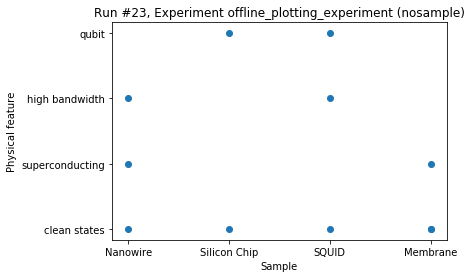 Run #23, Experiment offline_plotting_experiment (nosample)
qubit
high bandwidth
superconducting
clean states
Physical feature
Nanowire Silicon Chip SQUID Membrane
Sample